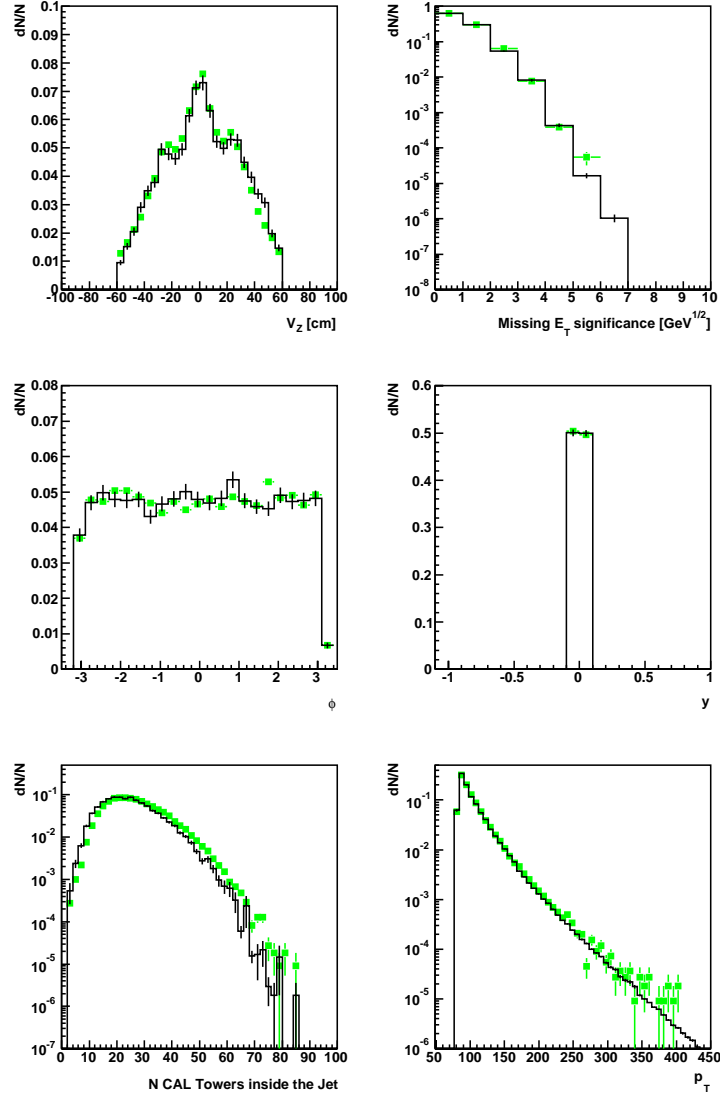 dN/N
0.1
0.09
0.08
0.07
0.06
0.05
0.04
0.03
0.02
0.01
0
-100 -80 -60 -40 -20 0 20 40 60 80 100
V_Z [cm]
dN/N
1
10^-1
10^-2
10^-3
10^-4
10^-5
10^-6
10^-7
10^-8
0 1 2 3 4 5 6 7 8 9 10
Missing E_T significance [GeV^1/2]
dN/N
0.08
0.07
0.06
0.05
0.04
0.03
0.02
0.01
0
-3 -2 -1 0 1 2 3
ϕ
dN/N
0.6
0.5
0.4
0.3
0.2
0.1
0
-1 -0.5 0 0.5 1
y
dN/N
10^-1
10^-2
10^-3
10^-4
10^-5
10^-6
10^-7
0 10 20 30 40 50 60 70 80 90 100
N CAL Towers inside the Jet
dN/N
10^-1
10^-2
10^-3
10^-4
10^-5
10^-6
50 100 150 200 250 300 350 400 450
p_T